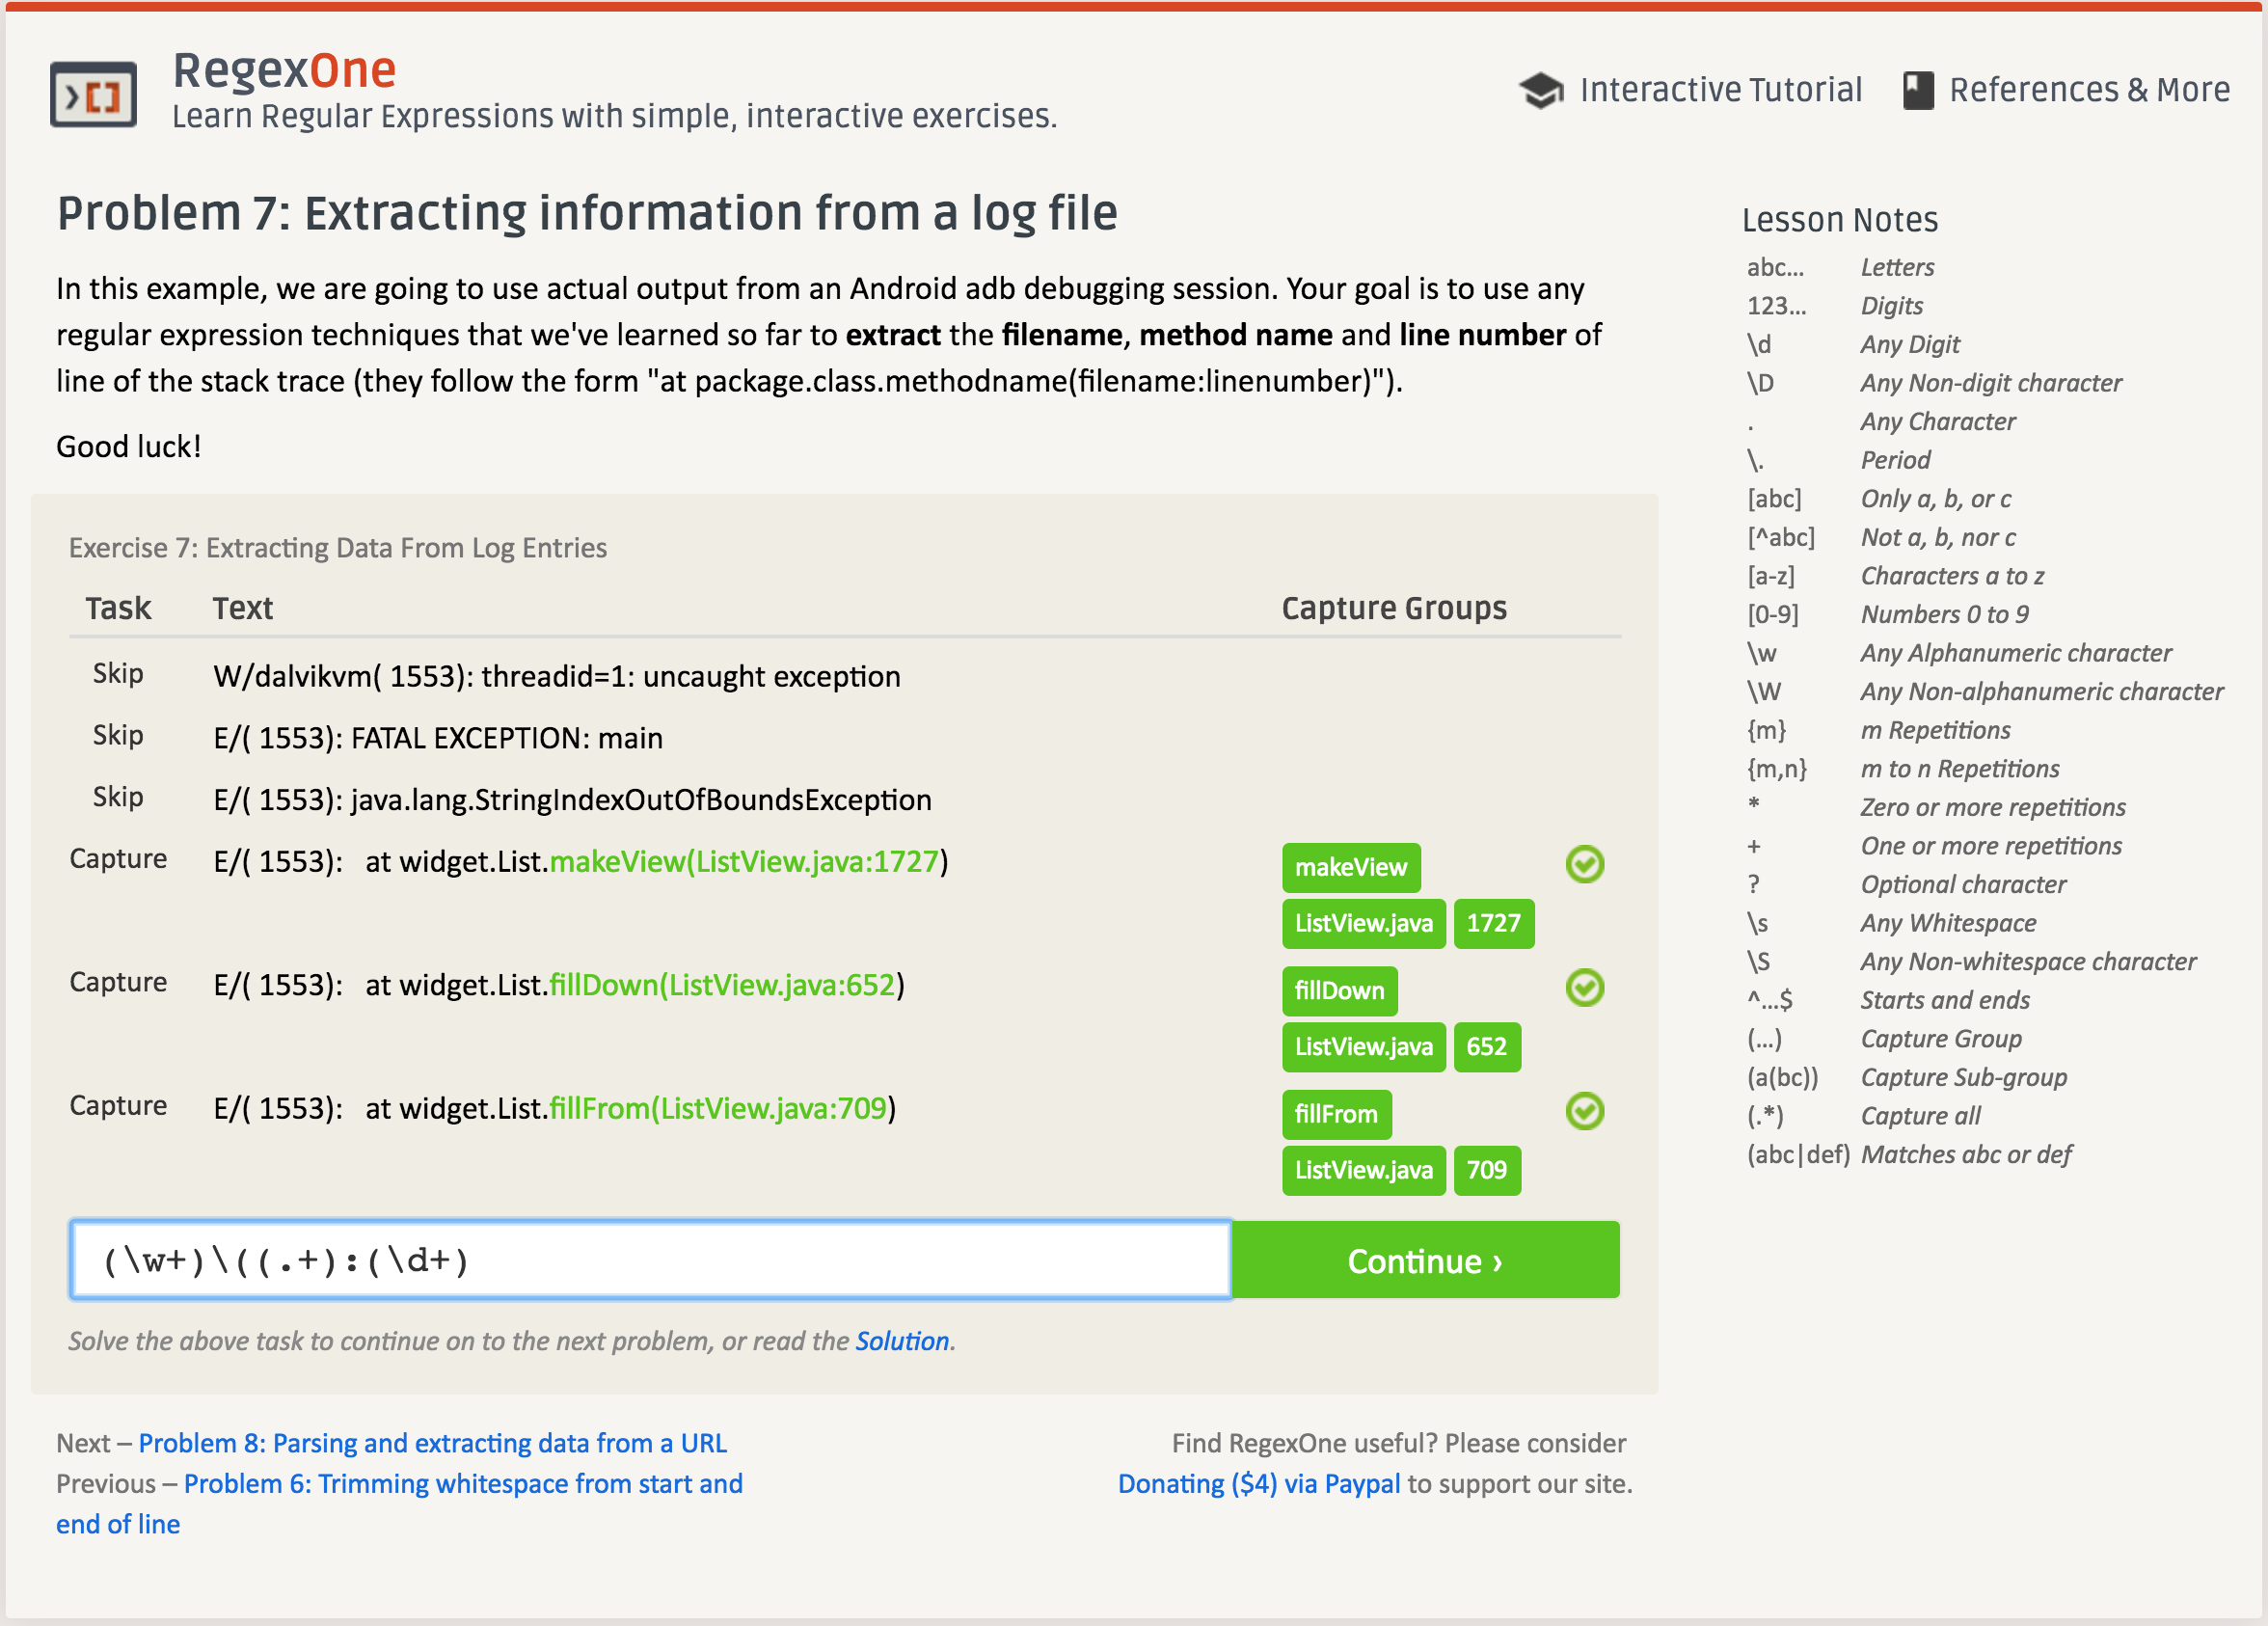 ❯[]
RegexOne
Learn Regular Expressions with simple, interactive exercises.
Interactive Tutorial
References & More
Problem 7: Extracting information from a log file
In this example, we are going to use actual output from an Android adb debugging session. Your goal is to use any
regular expression techniques that we've learned so far to extract the filename, method name and line number of
line of the stack trace (they follow the form "at package.class.methodname(filename:linenumber)").
Good luck!
Exercise 7: Extracting Data From Log Entries
Task Text Capture Groups
Skip W/dalvikvm( 1553): threadid=1: uncaught exception
Skip E/( 1553): FATAL EXCEPTION: main
Skip E/( 1553): java.lang.StringIndexOutOfBoundsException
Capture E/( 1553):   at widget.List.makeView(ListView.java:1727) makeView
ListView.java 1727
Capture E/( 1553):   at widget.List.fillDown(ListView.java:652) fillDown
ListView.java 652
Capture E/( 1553):   at widget.List.fillFrom(ListView.java:709) fillFrom
ListView.java 709
(\w+)\((.+):(\d+)
Continue ›
Solve the above task to continue on to the next problem, or read the Solution.
Next – Problem 8: Parsing and extracting data from a URL
Previous – Problem 6: Trimming whitespace from start and
end of line
Find RegexOne useful? Please consider
Donating ($4) via Paypal to support our site.
Lesson Notes
abc… Letters
123… Digits
\d Any Digit
\D Any Non-digit character
. Any Character
\. Period
[abc] Only a, b, or c
[^abc] Not a, b, nor c
[a-z] Characters a to z
[0-9] Numbers 0 to 9
\w Any Alphanumeric character
\W Any Non-alphanumeric character
{m} m Repetitions
{m,n} m to n Repetitions
* Zero or more repetitions
+ One or more repetitions
? Optional character
\s Any Whitespace
\S Any Non-whitespace character
^…$ Starts and ends
(…) Capture Group
(a(bc)) Capture Sub-group
(.*) Capture all
(abc|def) Matches abc or def